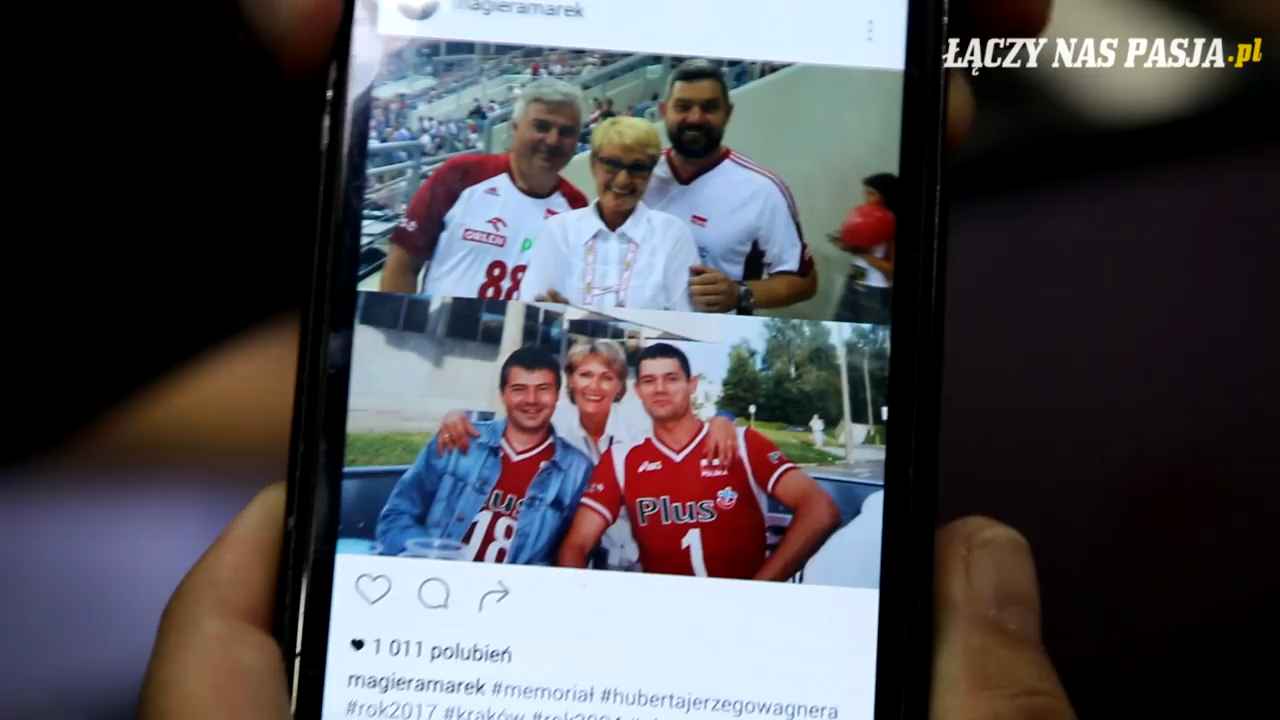 magieramarek
ŁĄCZY NAS PASJA.pl
ORLEN
88
POLSKA
Plus
18
1
1 011 polubień
magieramarek #memoriał #hubertajerzegowagnera
#rok2017 #kraków